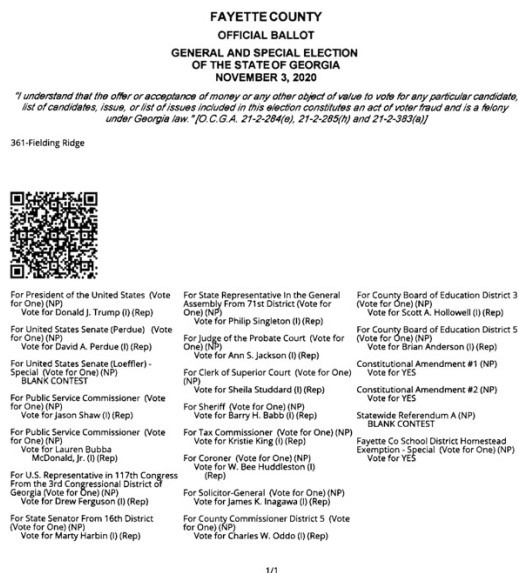 FAYETTE COUNTY
OFFICIAL BALLOT
GENERAL AND SPECIAL ELECTION
OF THE STATE OF GEORGIA
NOVEMBER 3, 2020
"I understand that the offer or acceptance of money or any other object of value to vote for any particular candidate,
list of candidates, issue, or list of issues included in this election constitutes an act of voter fraud and is a felony
under Georgia law." [O.C.G.A. 21-2-284(e), 21-2-285(h) and 21-2-383(a)]
361-Fielding Ridge
For President of the United States (Vote
for One) (NP)
Vote for Donald J. Trump (I) (Rep)
For United States Senate (Perdue) (Vote
for One) (NP)
Vote for David A. Perdue (I) (Rep)
For United States Senate (Loeffler) -
Special (Vote for One) (NP)
BLANK CONTEST
For Public Service Commissioner (Vote
for One) (NP)
Vote for Jason Shaw (I) (Rep)
For Public Service Commissioner (Vote
for One) (NP)
Vote for Lauren Bubba
McDonald, Jr. (I) (Rep)
For U.S. Representative in 117th Congress
From the 3rd Congressional District of
Georgia (Vote for One) (NP)
Vote for Drew Ferguson (I) (Rep)
For State Senator From 16th District
(Vote for One) (NP)
Vote for Marty Harbin (I) (Rep)
For State Representative In the General
Assembly From 71st District (Vote for
One) (NP)
Vote for Philip Singleton (I) (Rep)
For Judge of the Probate Court (Vote for
One) (NP)
Vote for Ann S. Jackson (I) (Rep)
For Clerk of Superior Court (Vote for One)
(NP)
Vote for Sheila Studdard (I) (Rep)
For Sheriff (Vote for One) (NP)
Vote for Barry H. Babb (I) (Rep)
For Tax Commissioner (Vote for One) (NP)
Vote for Kristie King (I) (Rep)
For Coroner (Vote for One) (NP)
Vote for W. Bee Huddleston (I)
(Rep)
For Solicitor-General (Vote for One) (NP)
Vote for James K. Inagawa (I) (Rep)
For County Commissioner District 5 (Vote
for One) (NP)
Vote for Charles W. Oddo (I) (Rep)
For County Board of Education District 3
(Vote for One) (NP)
Vote for Scott A. Hollowell (I) (Rep)
For County Board of Education District 5
(Vote for One) (NP)
Vote for Brian Anderson (I) (Rep)
Constitutional Amendment #1 (NP)
Vote for YES
Constitutional Amendment #2 (NP)
Vote for YES
Statewide Referendum A (NP)
BLANK CONTEST
Fayette Co School District Homestead
Exemption - Special (Vote for One) (NP)
Vote for YES
1/1